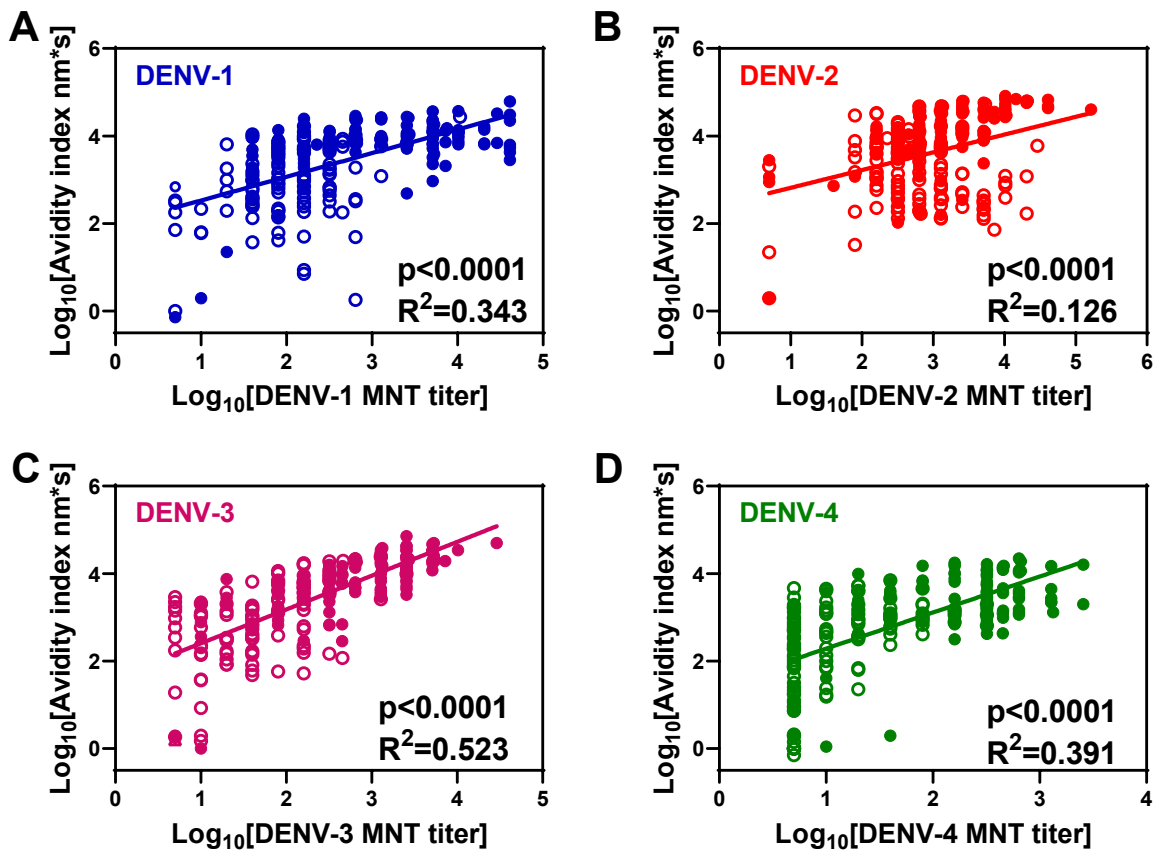 A
Log₁₀[Avidity index nm*s]
6
4
2
0
DENV-1
p<0.0001
R²=0.343
0 1 2 3 4 5
Log₁₀[DENV-1 MNT titer]
B
Log₁₀[Avidity index nm*s]
6
4
2
0
DENV-2
p<0.0001
R²=0.126
0 1 2 3 4 5 6
Log₁₀[DENV-2 MNT titer]
C
Log₁₀[Avidity index nm*s]
6
4
2
0
DENV-3
p<0.0001
R²=0.523
0 1 2 3 4 5
Log₁₀[DENV-3 MNT titer]
D
Log₁₀[Avidity index nm*s]
6
4
2
0
DENV-4
p<0.0001
R²=0.391
0 1 2 3 4
Log₁₀[DENV-4 MNT titer]